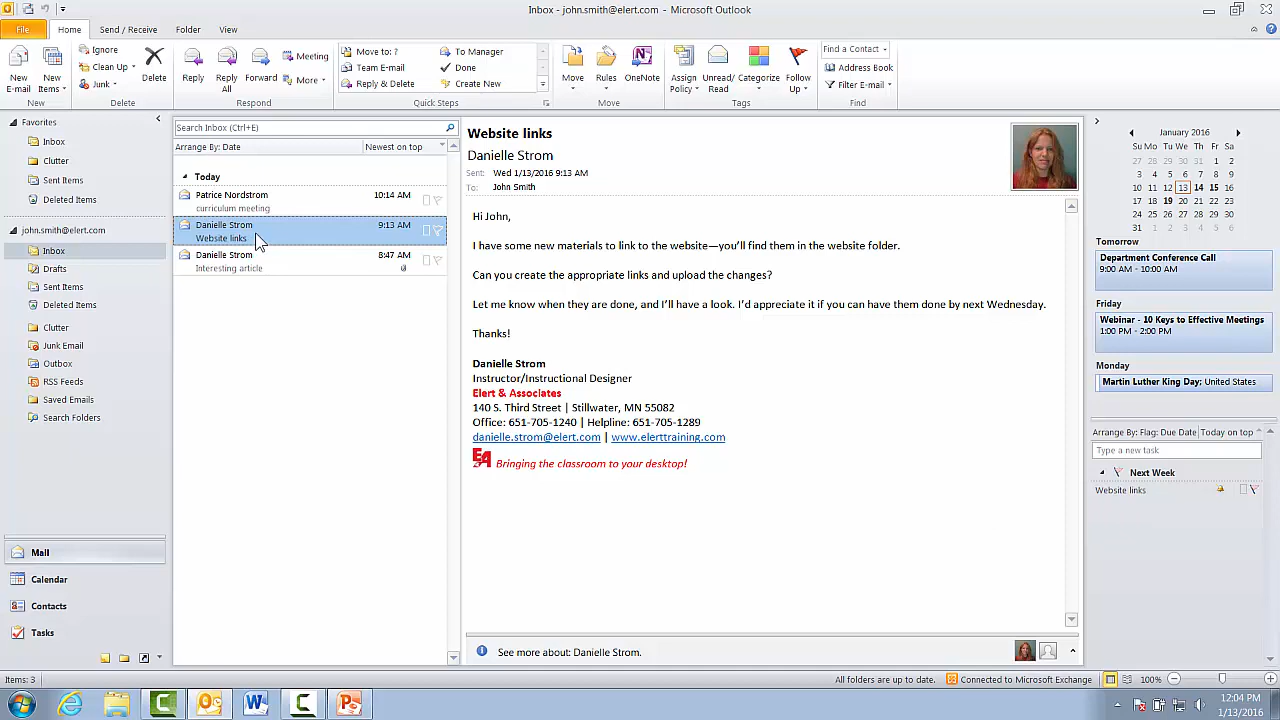 Inbox - john.smith@elert.com - Microsoft Outlook
File Home Send / Receive Folder View
New E-mail
New Items
New
Ignore
Clean Up
Junk
Delete
Delete
Reply
Reply All
Forward
Meeting
More
Respond
Move to: ?
Team E-mail
Reply & Delete
To Manager
Done
Create New
Quick Steps
Move
Rules
OneNote
Move
Assign Policy
Unread/ Read
Categorize
Follow Up
Tags
Find a Contact
Address Book
Filter E-mail
Find
Favorites
Inbox
Clutter
Sent Items
Deleted Items
john.smith@elert.com
Inbox
Drafts
Sent Items
Deleted Items
Clutter
Junk Email
Outbox
RSS Feeds
Saved Emails
Search Folders
Mail
Calendar
Contacts
Tasks
Search Inbox (Ctrl+E)
Arrange By: Date Newest on top
Today
Patrice Nordstrom 10:14 AM
curriculum meeting
Danielle Strom 9:13 AM
Website links
Danielle Strom 8:47 AM
Interesting article
Website links
Danielle Strom
Sent: Wed 1/13/2016 9:13 AM
To: John Smith
Hi John,
I have some new materials to link to the website—you’ll find them in the website folder.
Can you create the appropriate links and upload the changes?
Let me know when they are done, and I’ll have a look. I’d appreciate it if you can have them done by next Wednesday.
Thanks!
Danielle Strom
Instructor/Instructional Designer
Elert & Associates
140 S. Third Street | Stillwater, MN 55082
Office: 651-705-1240 | Helpline: 651-705-1289
danielle.strom@elert.com | www.elerttraining.com
EA Bringing the classroom to your desktop!
See more about: Danielle Strom.
January 2016
Su Mo Tu We Th Fr Sa
27 28 29 30 31 1 2
3 4 5 6 7 8 9
10 11 12 13 14 15 16
17 18 19 20 21 22 23
24 25 26 27 28 29 30
31 1 2 3 4 5 6
Tomorrow
Department Conference Call
9:00 AM - 10:00 AM
Friday
Webinar - 10 Keys to Effective Meetings
1:00 PM - 2:00 PM
Monday
Martin Luther King Day; United States
Arrange By: Flag: Due Date Today on top
Type a new task
Next Week
Website links
Items: 3
All folders are up to date. Connected to Microsoft Exchange 100%
12:04 PM
1/13/2016